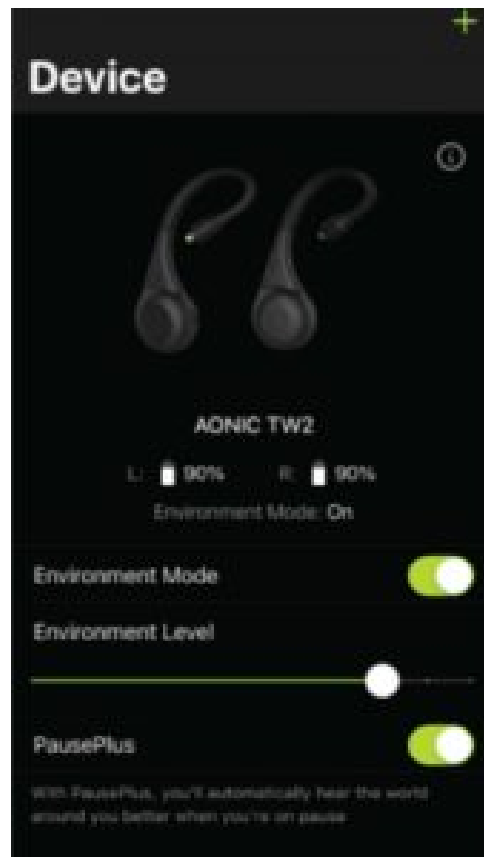 Device
AONIC TW2
L: 90% R: 90%
Environment Mode: On
Environment Mode
Environment Level
PausePlus
With PausePlus, you'll automatically hear the world
around you better when you're on pause